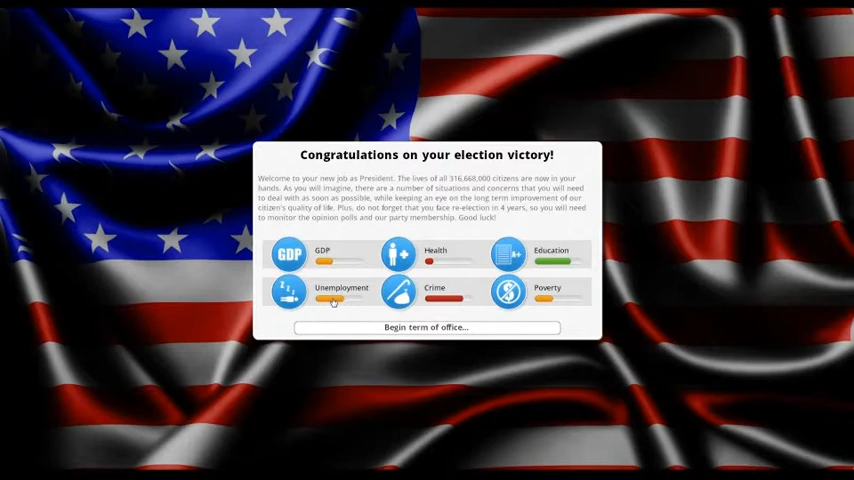 Congratulations on your election victory!
Welcome to your new job as President. The lives of all 316,668,000 citizens are now in your
hands. As you will imagine, there are a number of situations and concerns that you will need
to deal with as soon as possible, while keeping an eye on the long term improvement of our
citizen's quality of life. Plus, do not forget that you face re-election in 4 years, so you will need
to monitor the opinion polls and our party membership. Good luck!
GDP GDP Health A+ Education
zzz Unemployment Crime $ Poverty
Begin term of office...